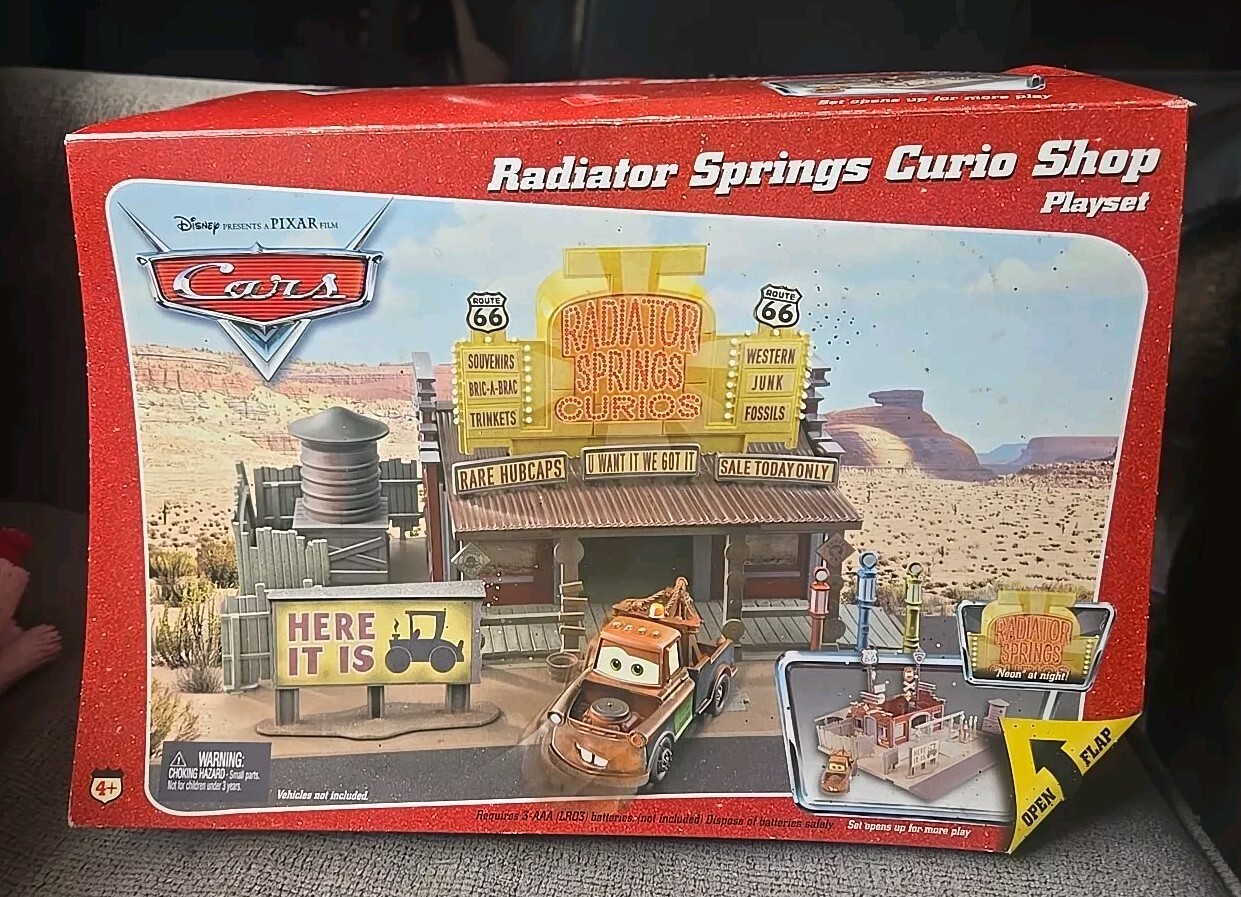 Set opens up for more play
Radiator Springs Curio Shop
Playset
Disney PRESENTS A PIXAR FILM
Cars
ROUTE
66
ROUTE
66
RADIATOR
SPRINGS
CURIOS
SOUVENIRS
BRIC-A-BRAC
TRINKETS
WESTERN
JUNK
FOSSILS
RARE HUBCAPS
U WANT IT WE GOT IT
SALE TODAY ONLY
HERE
IT IS
RADIATOR
SPRINGS
"Neon" at night!
WARNING:
CHOKING HAZARD - Small parts.
Not for children under 3 years.
4+
Vehicles not included.
Requires 3-AAA (LR03) batteries (not included) Dispose of batteries safely.
Set opens up for more play
OPEN FLAP